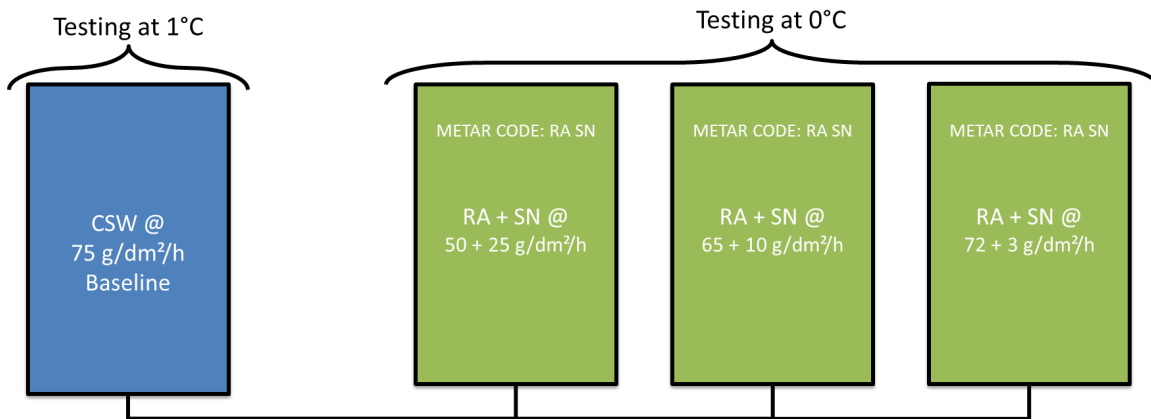 Testing at 1°C
Testing at 0°C
CSW @
75 g/dm²/h
Baseline
METAR CODE: RA SN
RA + SN @
50 + 25 g/dm²/h
METAR CODE: RA SN
RA + SN @
65 + 10 g/dm²/h
METAR CODE: RA SN
RA + SN @
72 + 3 g/dm²/h